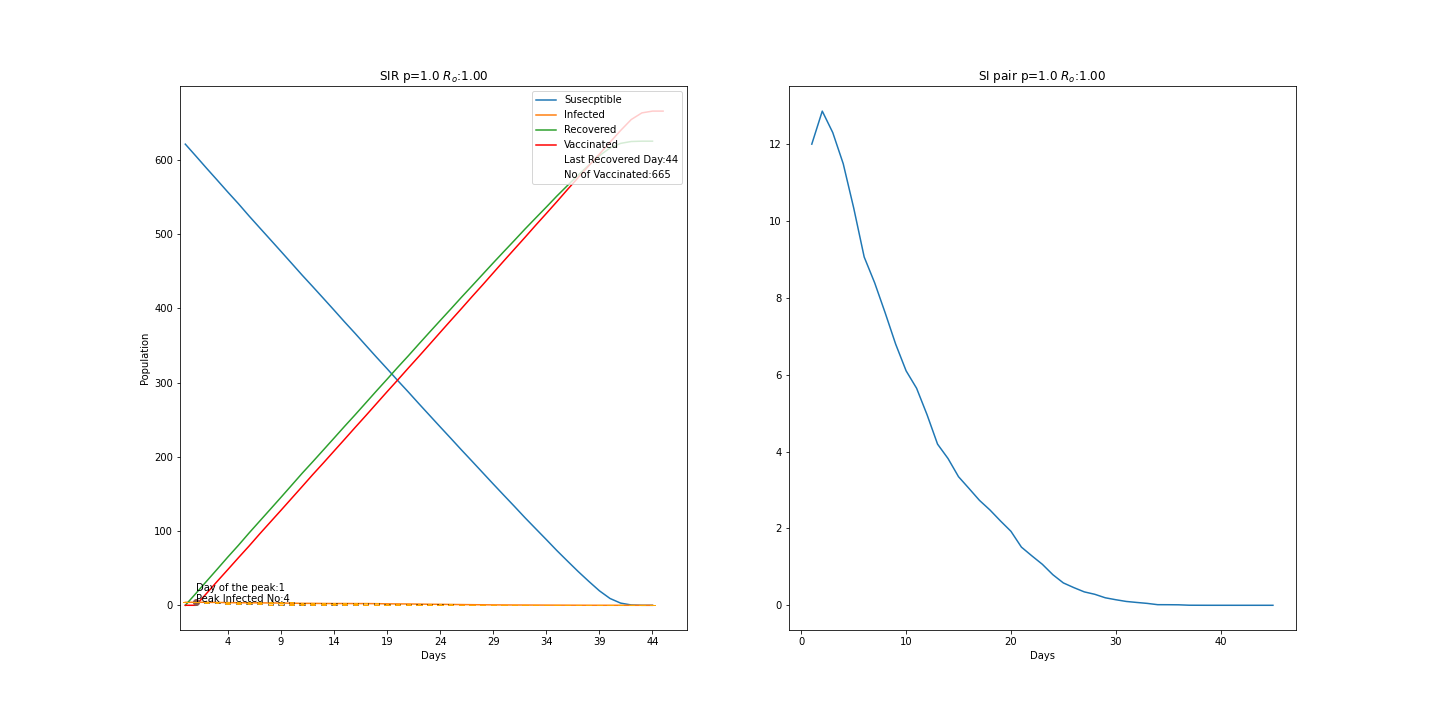 SIR p=1.0 Rₒ:1.00
Susecptible
Infected
Recovered
Vaccinated
Last Recovered Day:44
No of Vaccinated:665
600
500
400
300
200
100
0
Population
Day of the peak:1
Peak Infected No:4
4 9 14 19 24 29 34 39 44
Days
SI pair p=1.0 Rₒ:1.00
12
10
8
6
4
2
0
0 10 20 30 40
Days